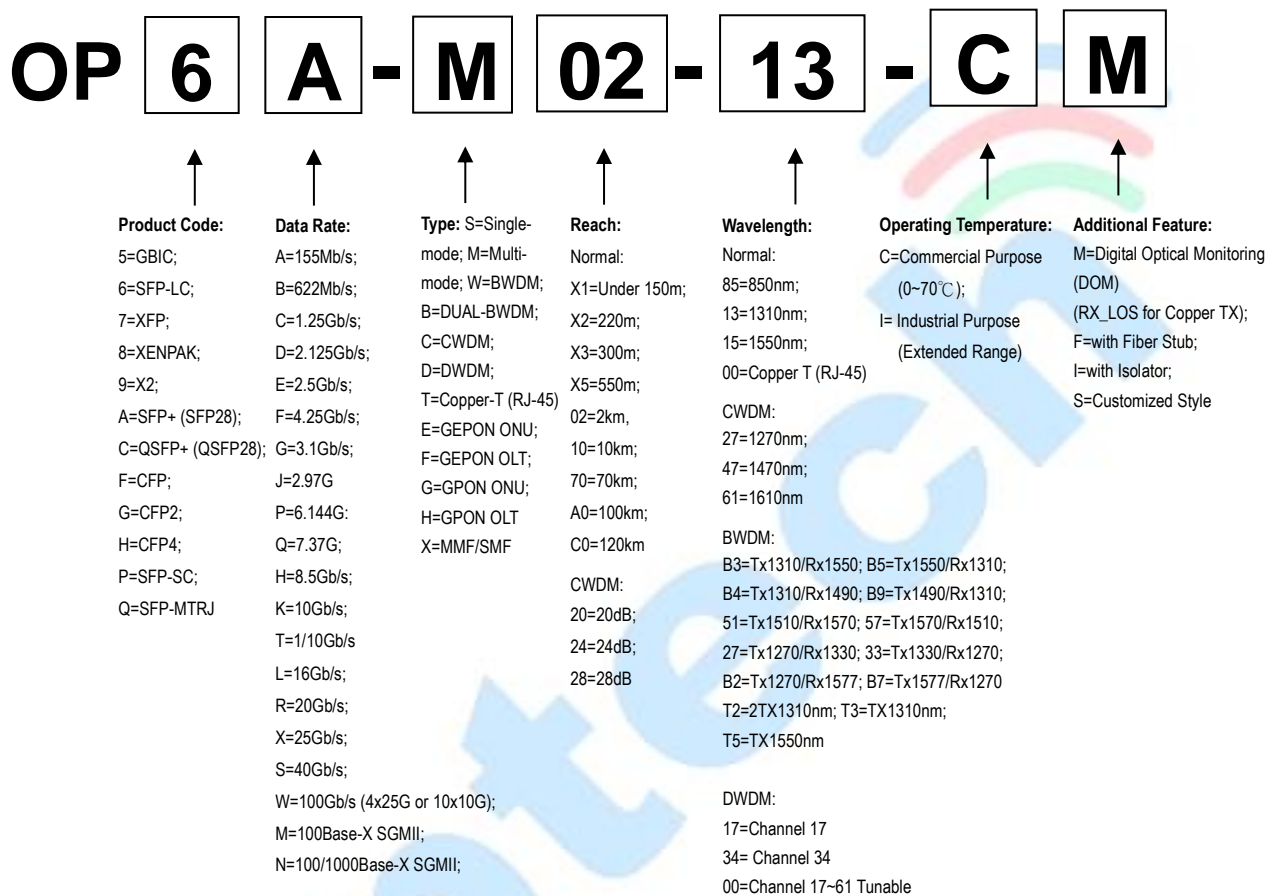 OP 6 A - M 02 - 13 - C M
Product Code:
5=GBIC;
6=SFP-LC;
7=XFP;
8=XENPAK;
9=X2;
A=SFP+ (SFP28);
C=QSFP+ (QSFP28);
F=CFP;
G=CFP2;
H=CFP4;
P=SFP-SC;
Q=SFP-MTRJ
Data Rate:
A=155Mb/s;
B=622Mb/s;
C=1.25Gb/s;
D=2.125Gb/s;
E=2.5Gb/s;
F=4.25Gb/s;
G=3.1Gb/s;
J=2.97G
P=6.144G:
Q=7.37G;
H=8.5Gb/s;
K=10Gb/s;
T=1/10Gb/s
L=16Gb/s;
R=20Gb/s;
X=25Gb/s;
S=40Gb/s;
W=100Gb/s (4x25G or 10x10G);
M=100Base-X SGMII;
N=100/1000Base-X SGMII;
Type: S=Single-
mode; M=Multi-
mode; W=BWDM;
B=DUAL-BWDM;
C=CWDM;
D=DWDM;
T=Copper-T (RJ-45)
E=GEPON ONU;
F=GEPON OLT;
G=GPON ONU;
H=GPON OLT
X=MMF/SMF
Reach:
Normal:
X1=Under 150m;
X2=220m;
X3=300m;
X5=550m;
02=2km,
10=10km;
70=70km;
A0=100km;
C0=120km
CWDM:
20=20dB;
24=24dB;
28=28dB
Wavelength:
Normal:
85=850nm;
13=1310nm;
15=1550nm;
00=Copper T (RJ-45)
CWDM:
27=1270nm;
47=1470nm;
61=1610nm
BWDM:
B3=Tx1310/Rx1550; B5=Tx1550/Rx1310;
B4=Tx1310/Rx1490; B9=Tx1490/Rx1310;
51=Tx1510/Rx1570; 57=Tx1570/Rx1510;
27=Tx1270/Rx1330; 33=Tx1330/Rx1270;
B2=Tx1270/Rx1577; B7=Tx1577/Rx1270
T2=2TX1310nm; T3=TX1310nm;
T5=TX1550nm
DWDM:
17=Channel 17
34= Channel 34
00=Channel 17~61 Tunable
Operating Temperature:
C=Commercial Purpose
(0~70℃);
I= Industrial Purpose
(Extended Range)
Additional Feature:
M=Digital Optical Monitoring
(DOM)
(RX_LOS for Copper TX);
F=with Fiber Stub;
I=with Isolator;
S=Customized Style